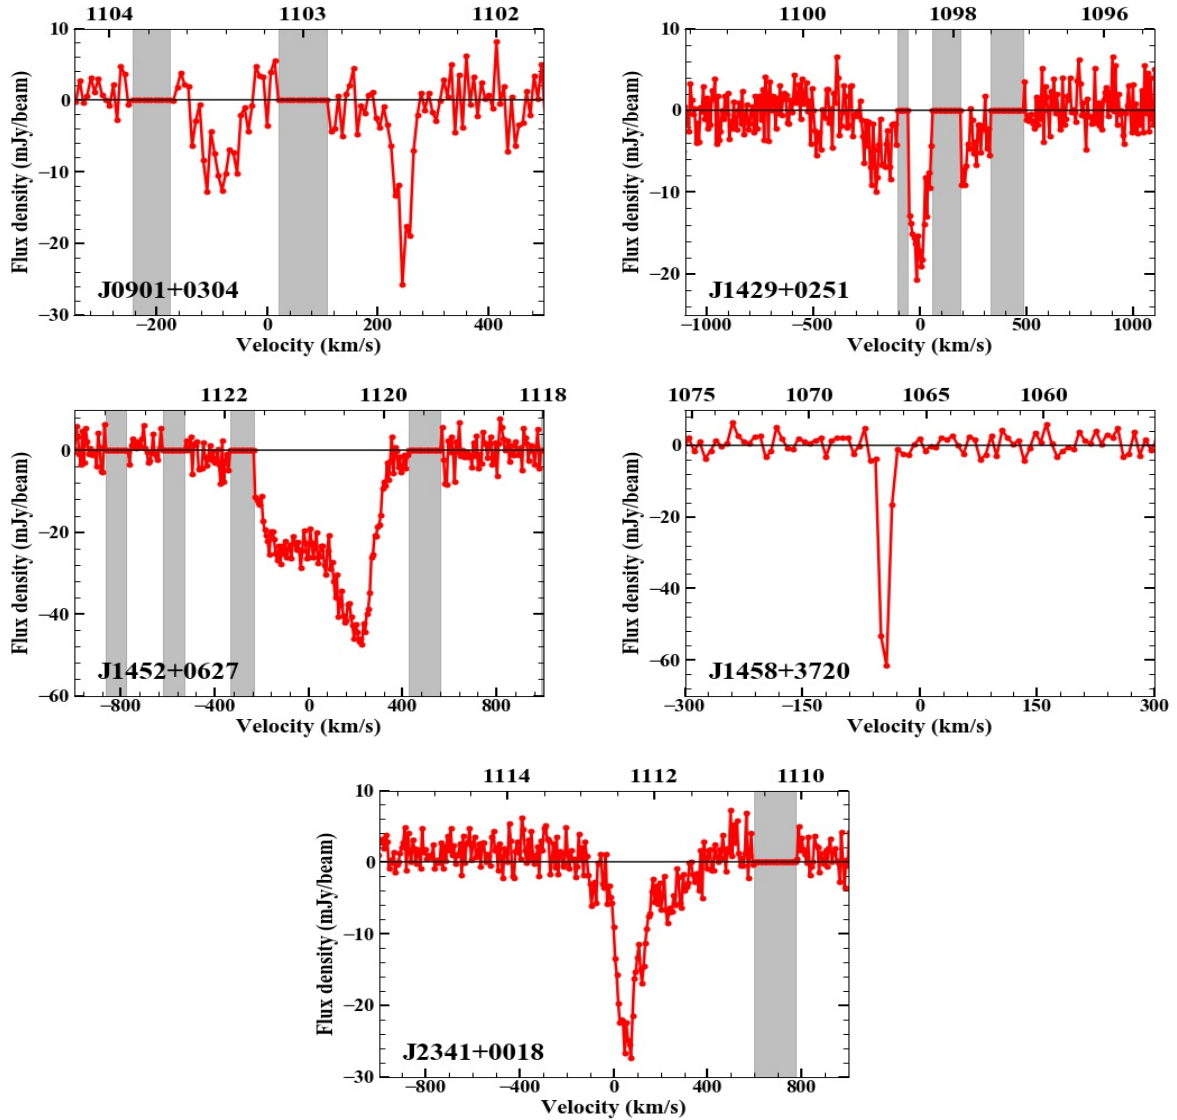 1104 1103 1102
10
0
−10
−20
−30
Flux density (mJy/beam)
J0901+0304
−200 0 200 400
Velocity (km/s)
1100 1098 1096
10
0
−10
−20
Flux density (mJy/beam)
J1429+0251
−1000 −500 0 500 1000
Velocity (km/s)
1122 1120 1118
0
−20
−40
−60
Flux density (mJy/beam)
J1452+0627
−800 −400 0 400 800
Velocity (km/s)
1075 1070 1065 1060
0
−20
−40
−60
Flux density (mJy/beam)
J1458+3720
−300 −150 0 150 300
Velocity (km/s)
1114 1112 1110
10
0
−10
−20
−30
Flux density (mJy/beam)
J2341+0018
−800 −400 0 400 800
Velocity (km/s)